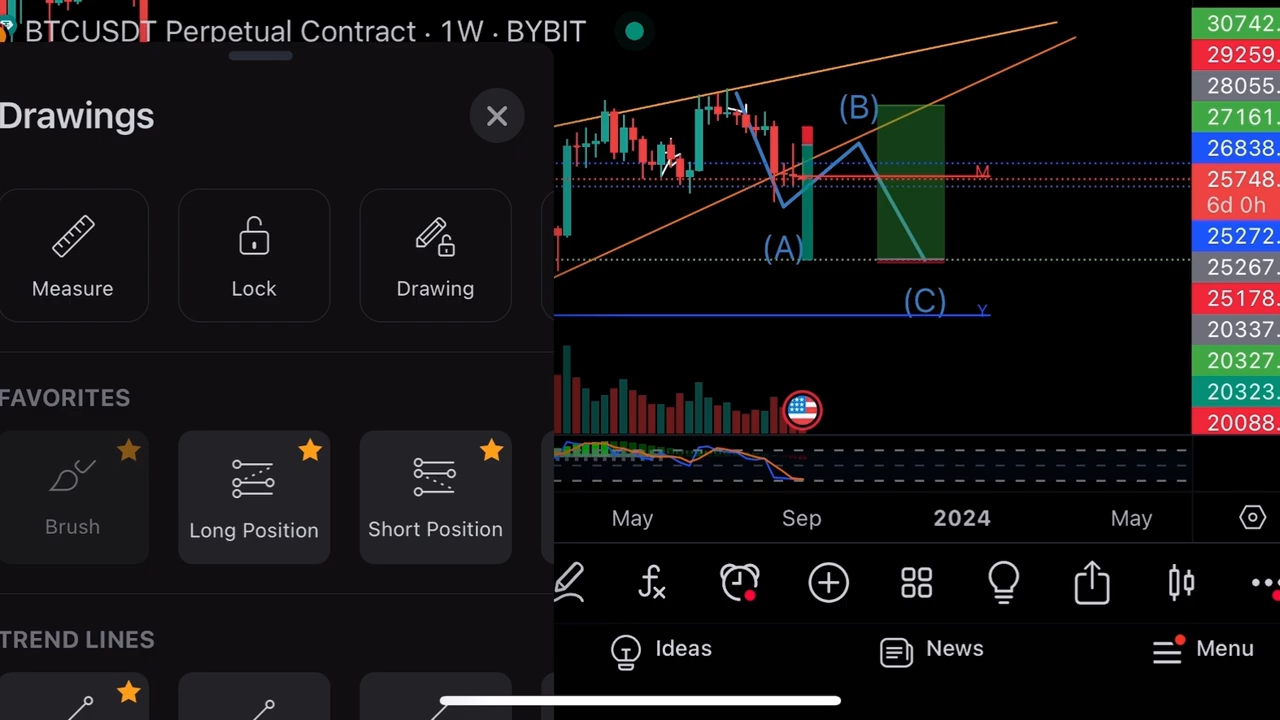 BTCUSDT Perpetual Contract · 1W · BYBIT
Drawings
Measure
Lock
Drawing
FAVORITES
Brush
Long Position
Short Position
TREND LINES
(A)
(B)
(C)
M
Y
30742.
29259.
28055.
27161.
26838.
25748.
6d 0h
25272.
25267.
25178.
20337.
20327.
20323.
20088.
May
Sep
2024
May
Ideas
News
Menu